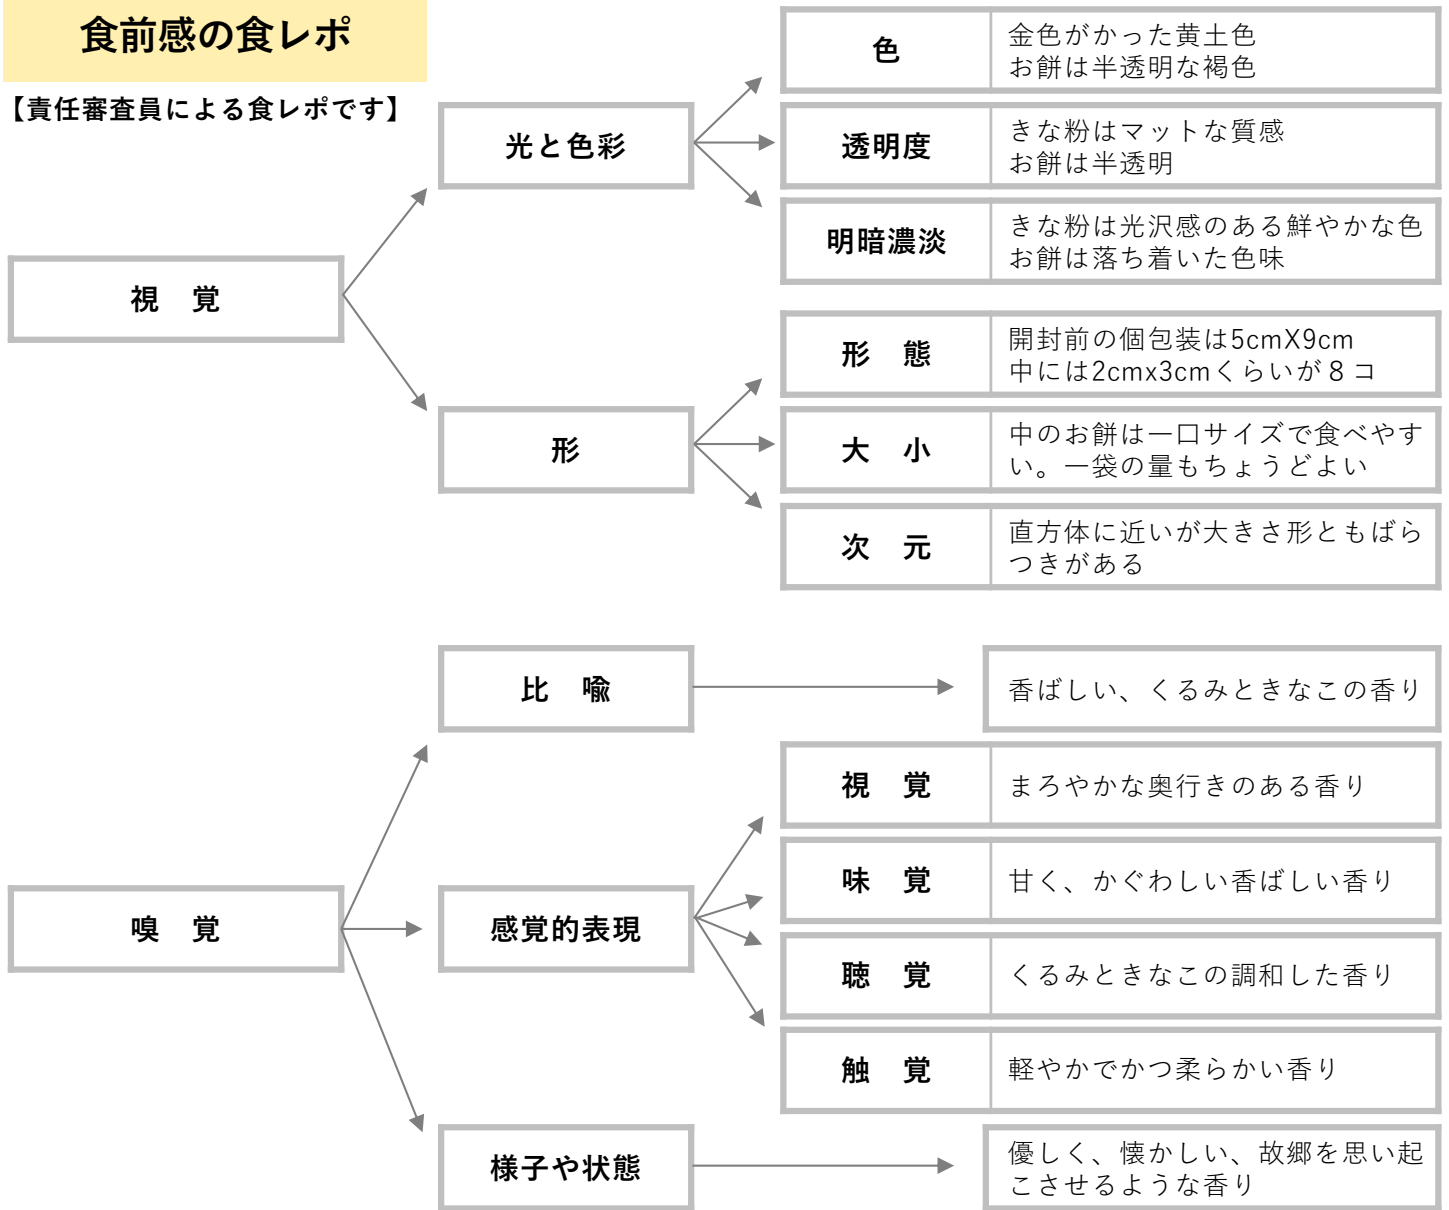 食前感の食レポ
【責任審査員による食レポです】
視　覚
光と色彩
色
金色がかった黄土色
お餅は半透明な褐色
透明度
きな粉はマットな質感
お餅は半透明
明暗濃淡
きな粉は光沢感のある鮮やかな色
お餅は落ち着いた色味
形
形　態
開封前の個包装は5cmX9cm
中には2cmx3cmくらいが８コ
大　小
中のお餅は一口サイズで食べやす
い。一袋の量もちょうどよい
次　元
直方体に近いが大きさ形ともばら
つきがある
嗅　覚
比　喩
香ばしい、くるみときなこの香り
感覚的表現
視　覚
まろやかな奥行きのある香り
味　覚
甘く、かぐわしい香ばしい香り
聴　覚
くるみときなこの調和した香り
触　覚
軽やかでかつ柔らかい香り
様子や状態
優しく、懐かしい、故郷を思い起
こさせるような香り